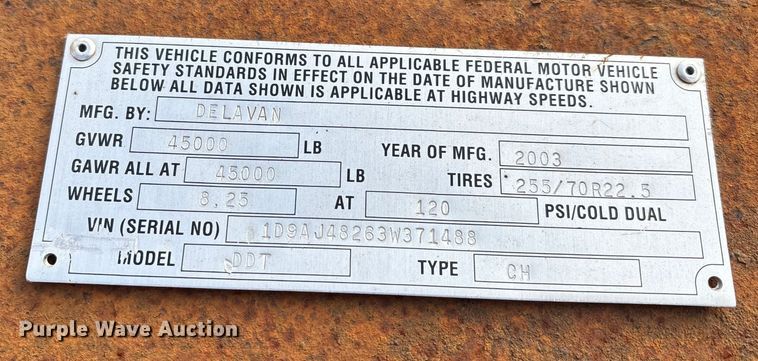 THIS VEHICLE CONFORMS TO ALL APPLICABLE FEDERAL MOTOR VEHICLE
SAFETY STANDARDS IN EFFECT ON THE DATE OF MANUFACTURE SHOWN
BELOW ALL DATA SHOWN IS APPLICABLE AT HIGHWAY SPEEDS.
MFG. BY: DELAVAN
GVWR 45000 LB YEAR OF MFG. 2003
GAWR ALL AT 45000 LB TIRES 255/70R22.5
WHEELS 8.25 AT 120 PSI/COLD DUAL
VIN (SERIAL NO) 1D9AJ48263W371488
MODEL DDT TYPE CH
Purple Wave Auction